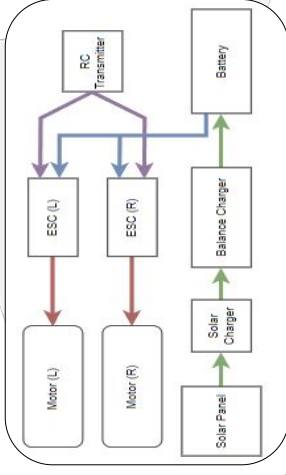 RC
Transmitter
Battery
ESC (L)
ESC (R)
Balance Charger
Solar
Charger
Motor (L)
Motor (R)
Solar Panel